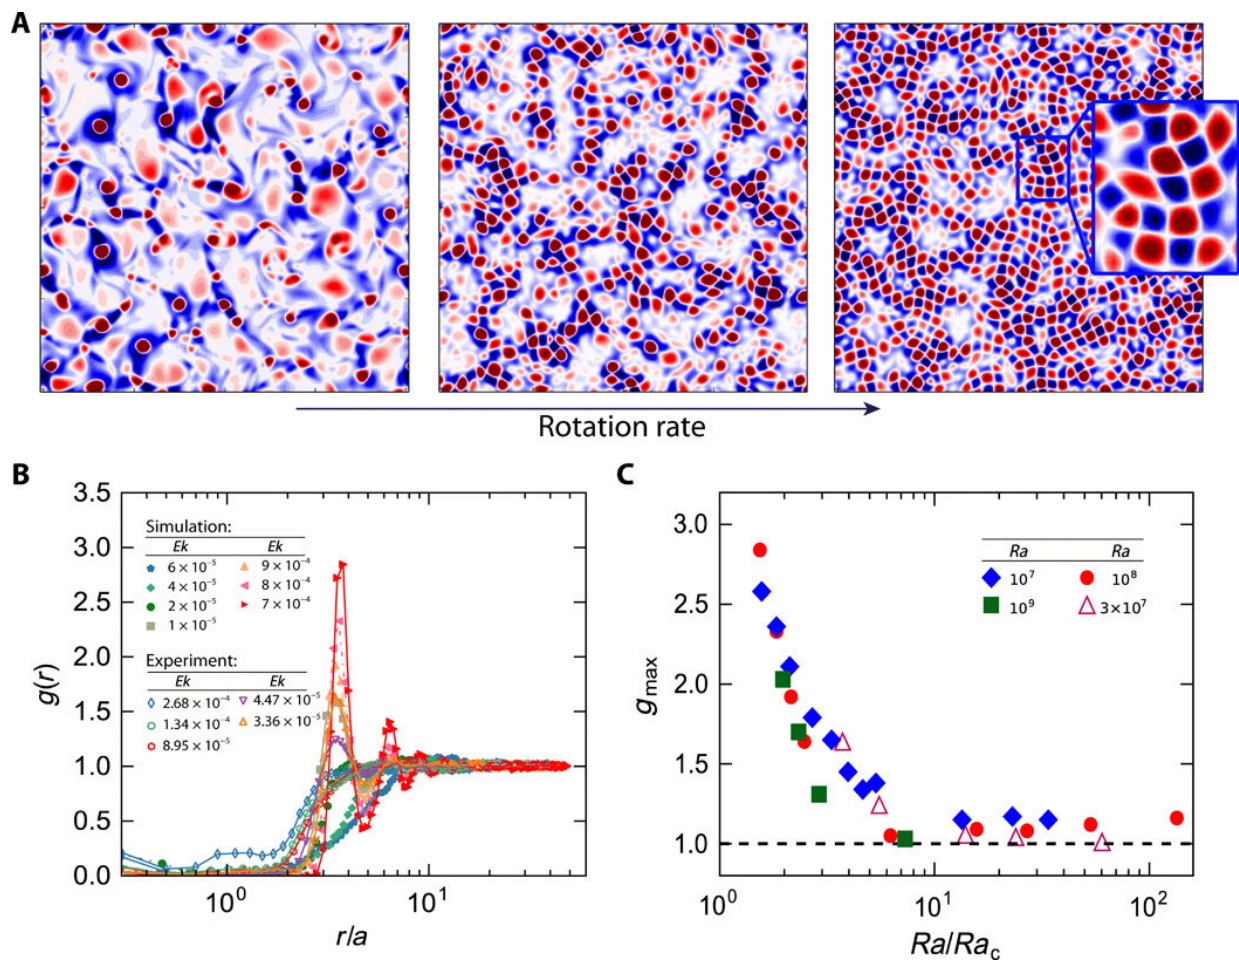 A
Rotation rate
B
g(r)
3.5
3.0
2.5
2.0
1.5
1.0
0.5
0.0
Simulation:
Ek Ek
6 × 10⁻⁵ 9 × 10⁻⁴
4 × 10⁻⁵ 8 × 10⁻⁴
2 × 10⁻⁵ 7 × 10⁻⁴
1 × 10⁻⁵
Experiment:
Ek Ek
2.68 × 10⁻⁴ 4.47 × 10⁻⁵
1.34 × 10⁻⁴ 3.36 × 10⁻⁵
8.95 × 10⁻⁵
10⁰ 10¹
r/a
C
gmax
3.0
2.5
2.0
1.5
1.0
Ra Ra
10⁷ 10⁸
10⁹ 3×10⁷
10⁰ 10¹ 10²
Ra/Rac